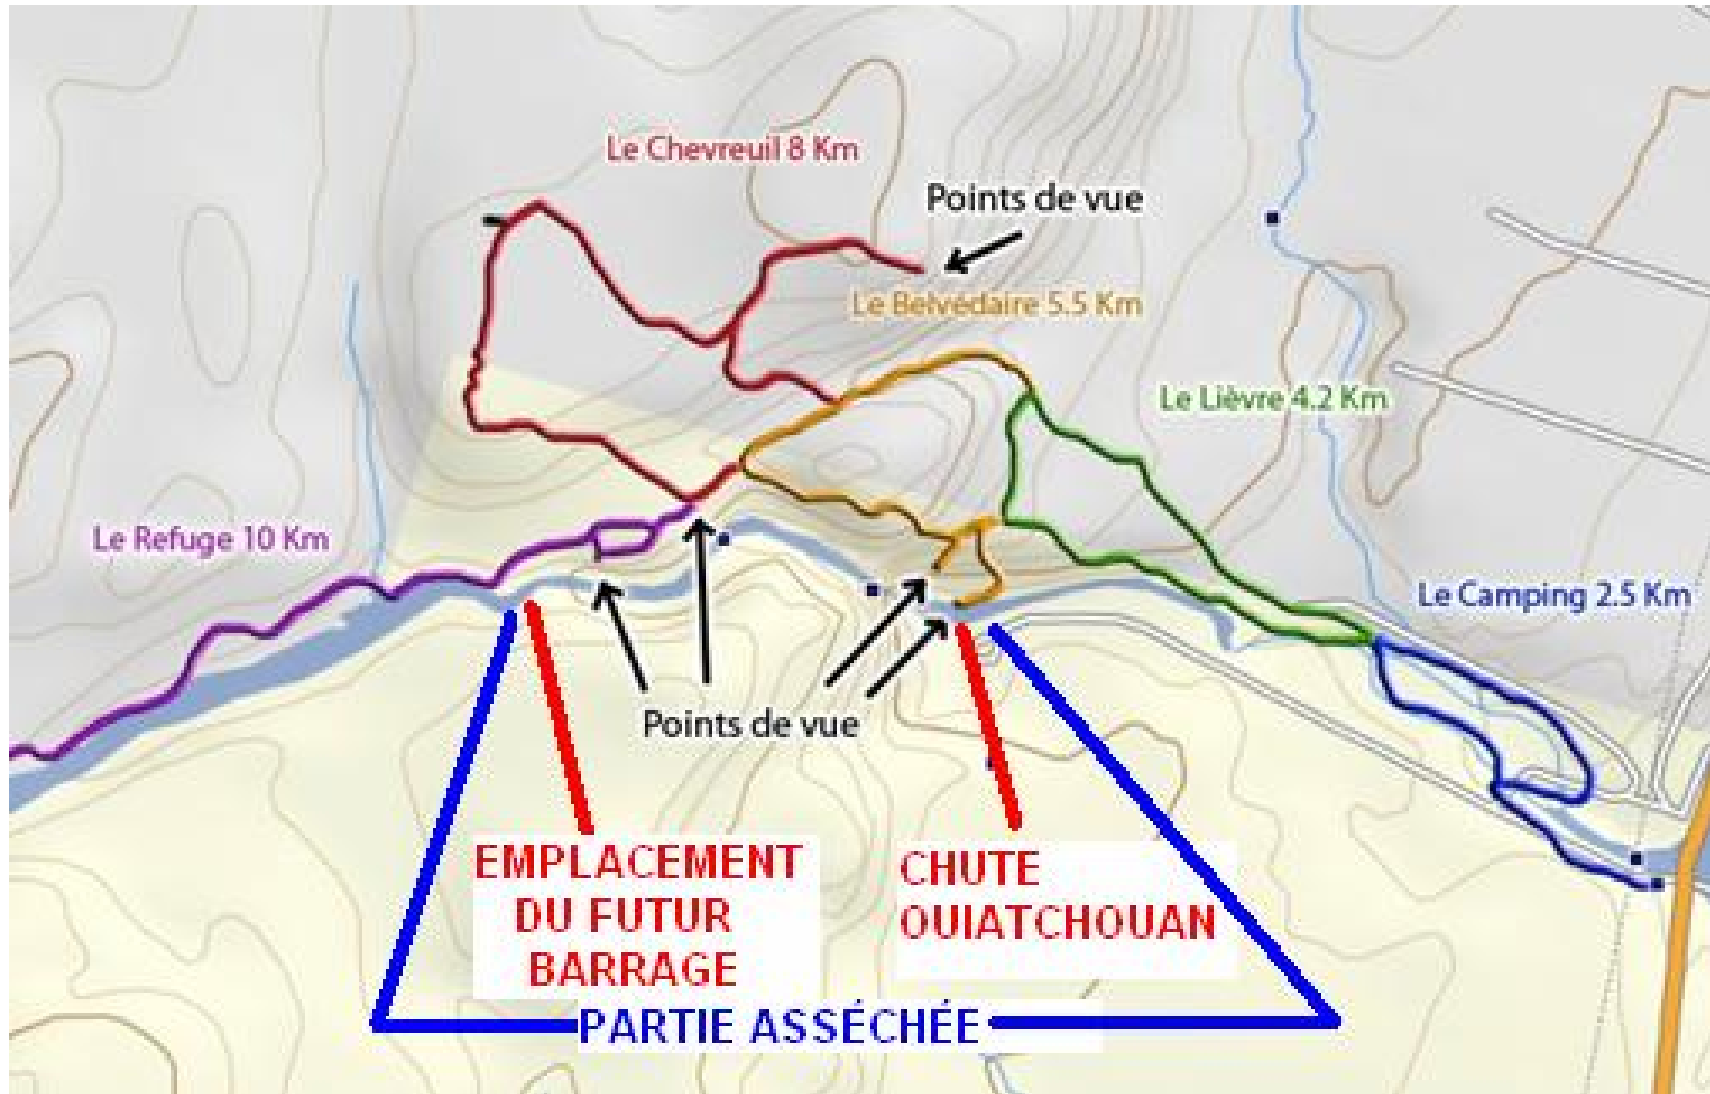 Le Chevreuil 8 Km
Points de vue
Le Belvédaire 5.5 Km
Le Lièvre 4.2 Km
Le Refuge 10 Km
Le Camping 2.5 Km
Points de vue
EMPLACEMENT
DU FUTUR
BARRAGE
CHUTE
OUIATCHOUAN
PARTIE ASSÉCHÉE